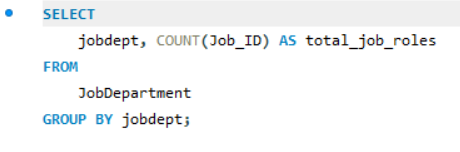 SELECT
jobdept, COUNT(Job_ID) AS total_job_roles
FROM
JobDepartment
GROUP BY jobdept;